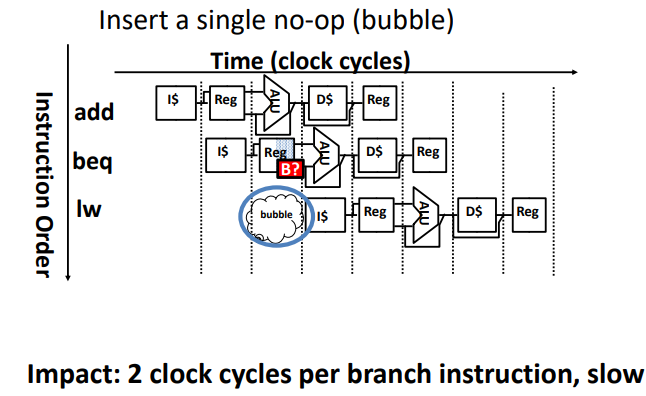 Insert a single no-op (bubble)
Time (clock cycles)
Instruction Order
add
I$ Reg ALU D$ Reg
beq
I$ Reg B? ALU D$ Reg
lw
bubble I$ Reg ALU D$ Reg
Impact: 2 clock cycles per branch instruction, slow